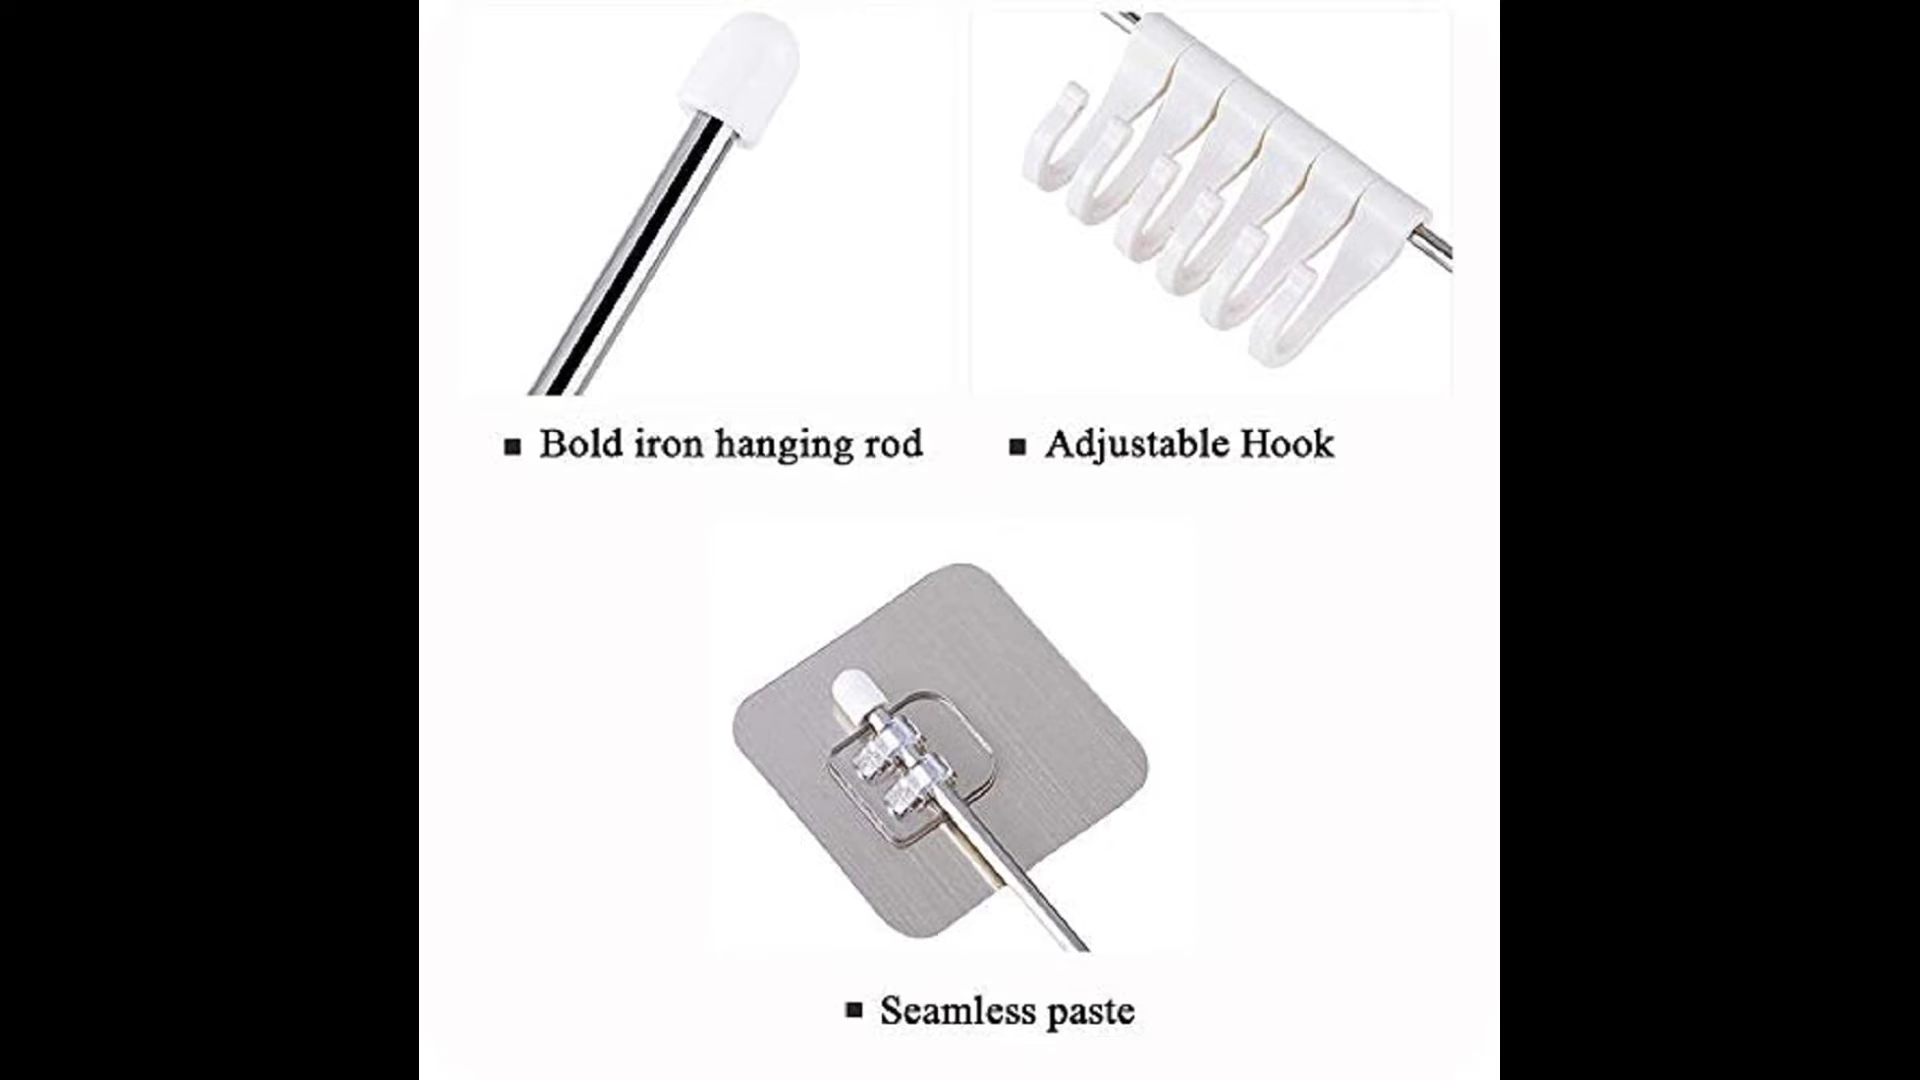 ▪ Bold iron hanging rod
▪ Adjustable Hook
▪ Seamless paste